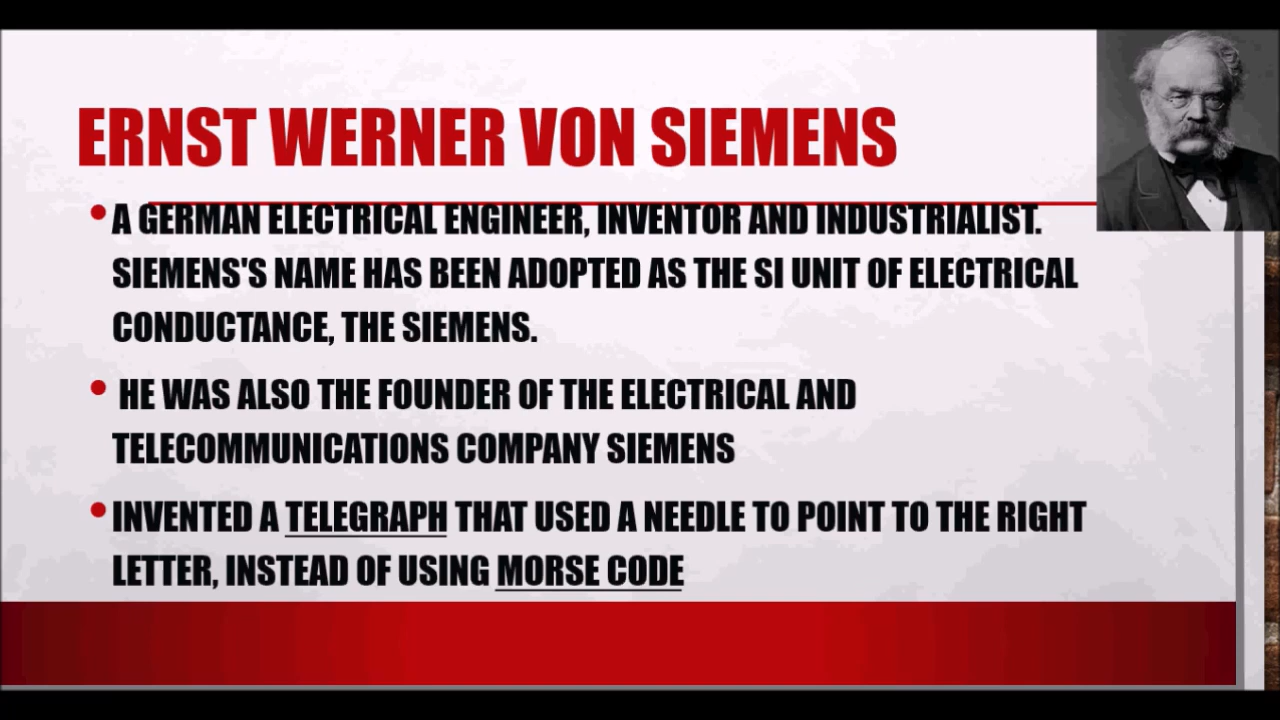 ERNST WERNER VON SIEMENS
•A GERMAN ELECTRICAL ENGINEER, INVENTOR AND INDUSTRIALIST.
SIEMENS'S NAME HAS BEEN ADOPTED AS THE SI UNIT OF ELECTRICAL
CONDUCTANCE, THE SIEMENS.
• HE WAS ALSO THE FOUNDER OF THE ELECTRICAL AND
TELECOMMUNICATIONS COMPANY SIEMENS
•INVENTED A TELEGRAPH THAT USED A NEEDLE TO POINT TO THE RIGHT
LETTER, INSTEAD OF USING MORSE CODE